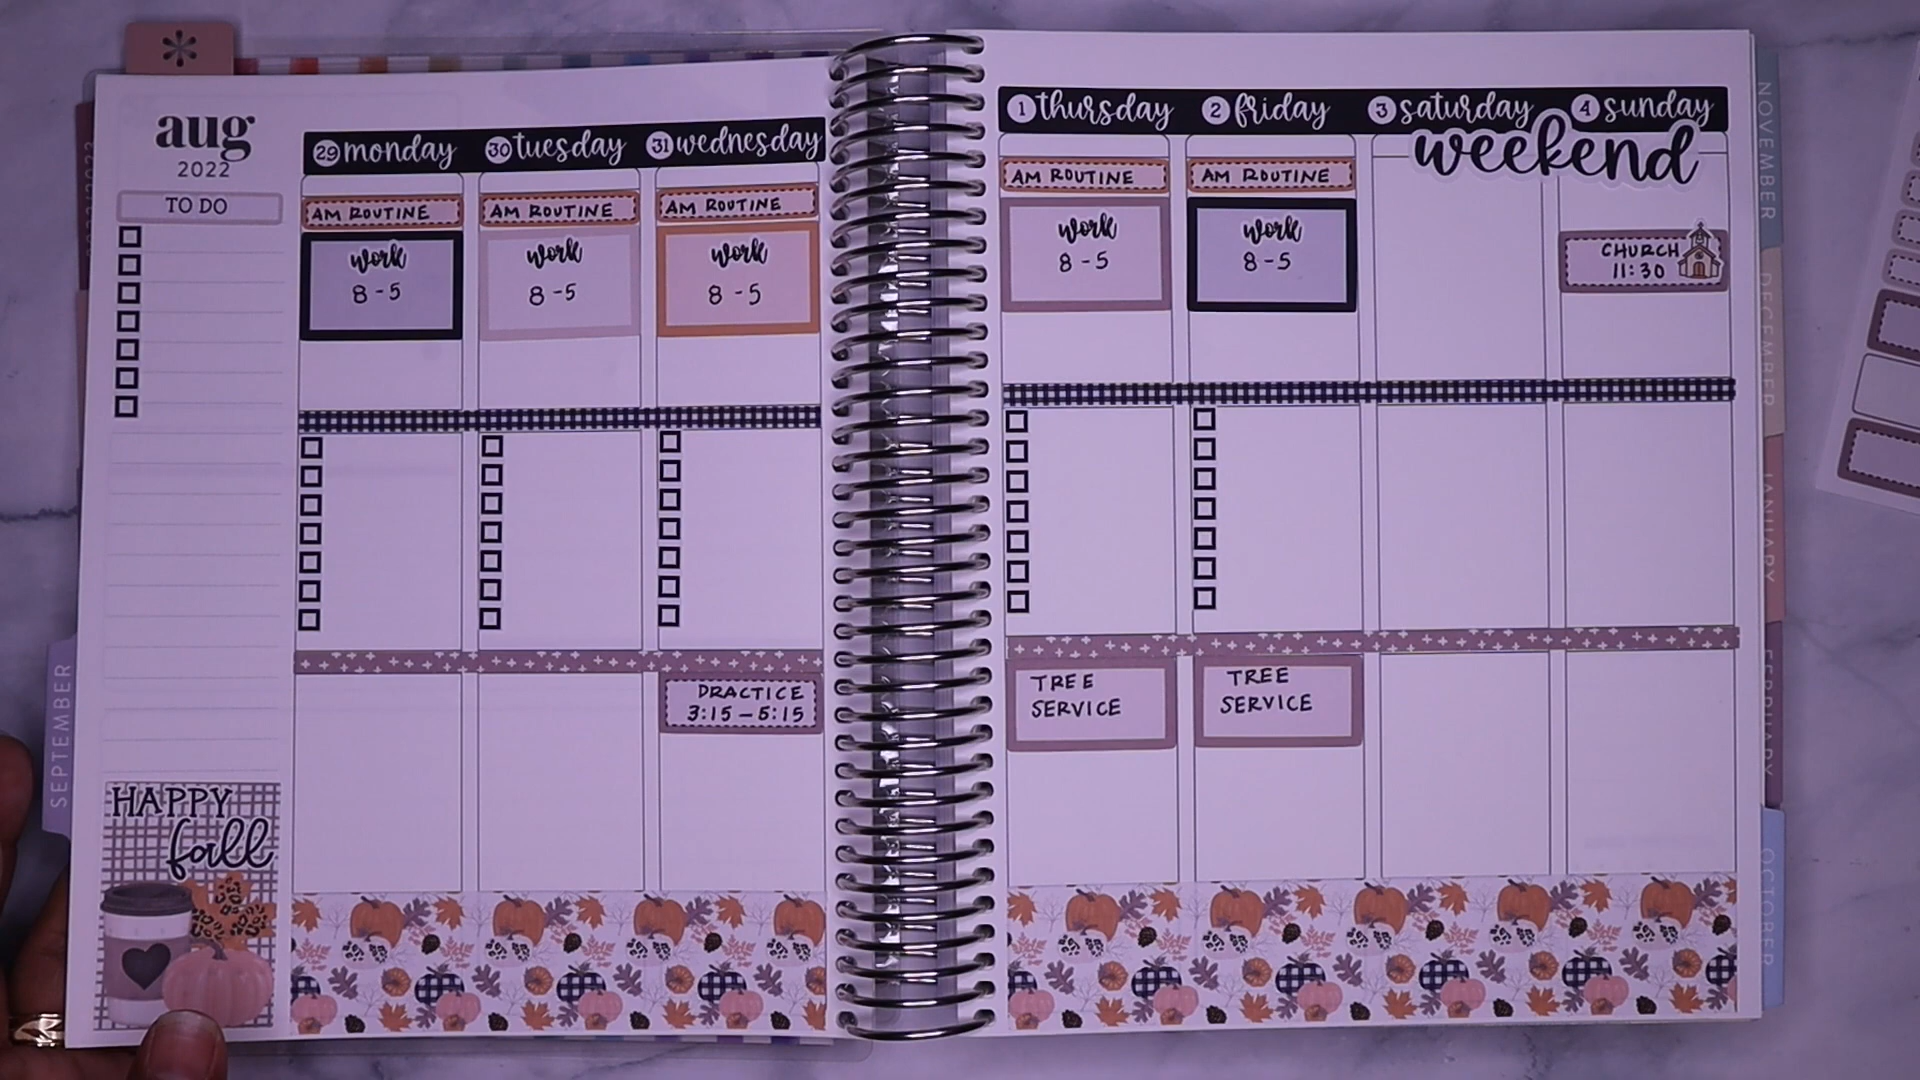 aug
2022
TO DO
29 monday
30 tuesday
31 wednesday
AM ROUTINE
AM ROUTINE
AM ROUTINE
work
8-5
work
8-5
work
8-5
PRACTICE
3:15-5:15
HAPPY
fall
SEPTEMBER
1 thursday
2 friday
3 saturday
4 sunday
weekend
AM ROUTINE
AM ROUTINE
work
8-5
work
8-5
CHURCH
11:30
TREE
SERVICE
TREE
SERVICE
NOVEMBER
DECEMBER
JANUARY
FEBRUARY
OCTOBER